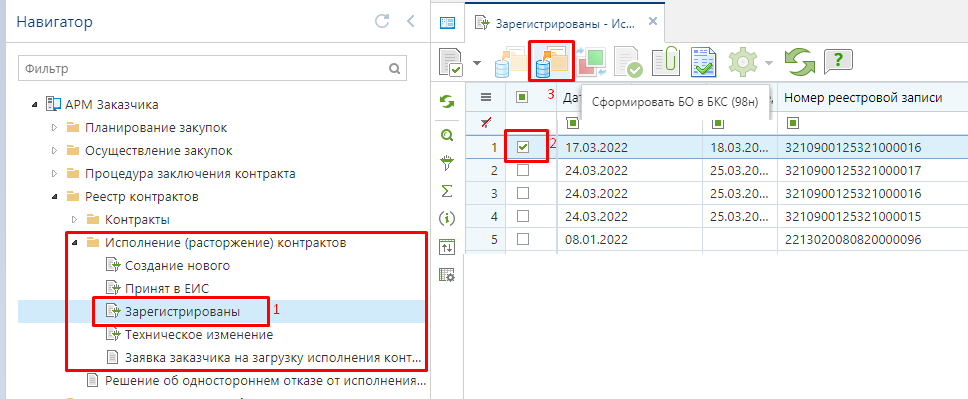 Навигатор
Фильтр
АРМ Заказчика
Планирование закупок
Осуществление закупок
Процедура заключения контракта
Реестр контрактов
Контракты
Исполнение (расторжение) контрактов
Создание нового
Принят в ЕИС
Зарегистрированы
1
Техническое изменение
Заявка заказчика на загрузку исполнения конт...
Решение об одностороннем отказе от исполнения...
Зарегистрированы - Ис...
3
Сформировать БО в БКС (98н)
Номер реестровой записи
1 2 17.03.2022 18.03.20... 3210900125321000016
2 24.03.2022 25.03.20... 3210900125321000017
3 24.03.2022 25.03.20... 3210900125321000016
4 24.03.2022 25.03.20... 3210900125321000015
5 08.01.2022 2213020080820000096